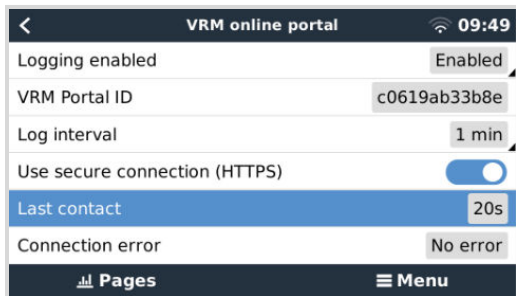 VRM online portal 09:49
Logging enabled Enabled
VRM Portal ID c0619ab33b8e
Log interval 1 min
Use secure connection (HTTPS)
Last contact 20s
Connection error No error
Pages Menu